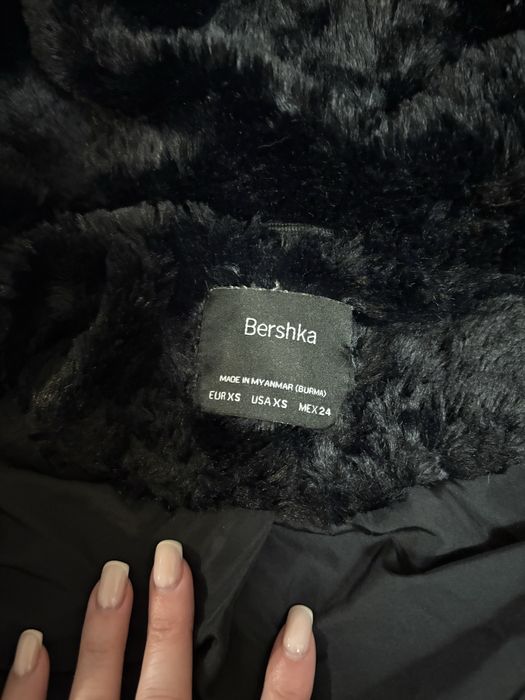 Bershka
MADE IN MYANMAR (BURMA)
EUR XS USA XS MEX 24